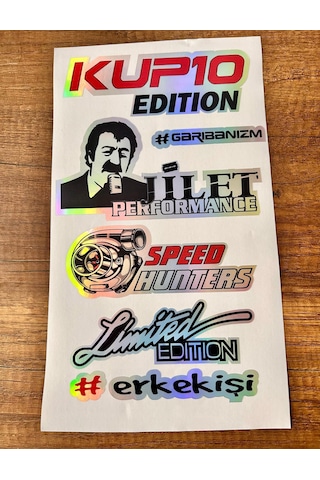 KUP10
EDITION
#GARIBANIZM
JİLET
PERFORMANCE
SPEED
HUNTERS
Limited
EDITION
# erkekişi